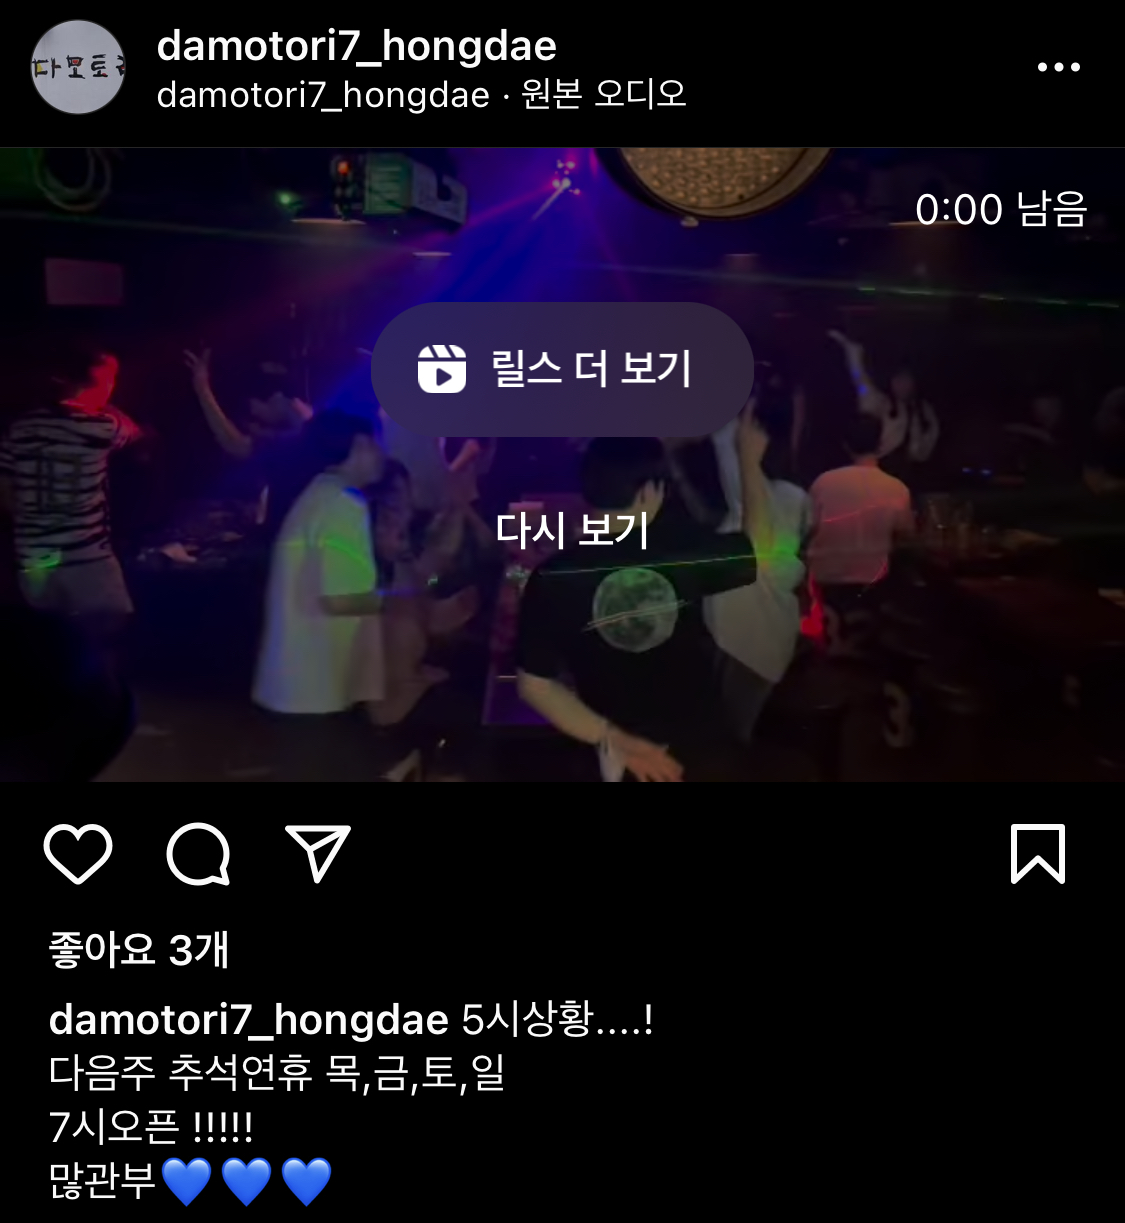 다모토리
damotori7_hongdae
damotori7_hongdae · 원본 오디오
0:00 남음
릴스 더 보기
다시 보기
좋아요 3개
damotori7_hongdae 5시상황....!
다음주 추석연휴 목,금,토,일
7시오픈 !!!!!
많관부💙💙💙